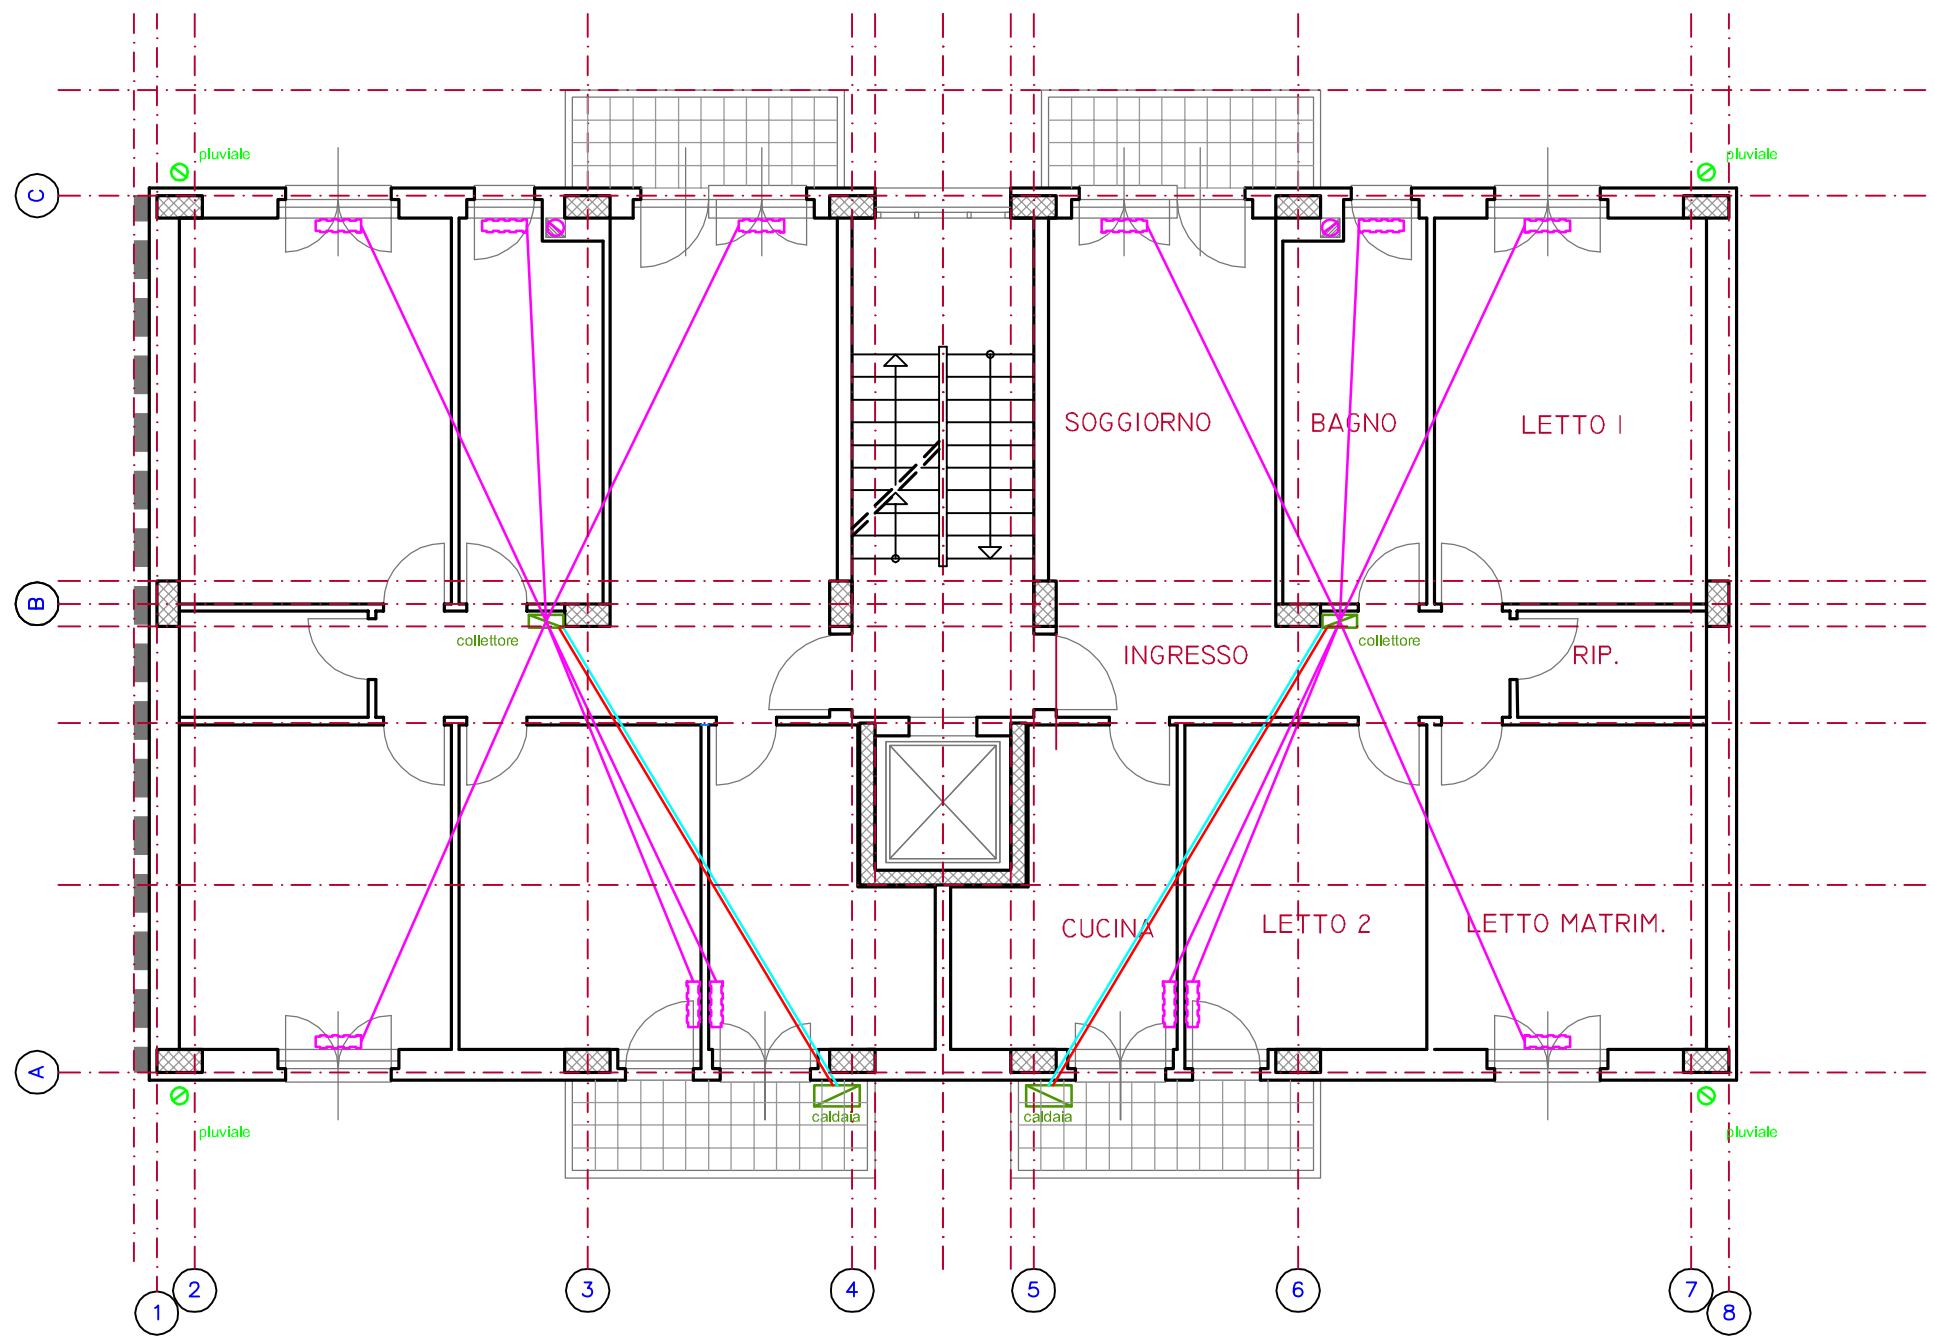 pluviale
pluviale
C
SOGGIORNO
BAGNO
LETTO 1
B
collettore
collettore
INGRESSO
RIP.
CUCINA
LETTO 2
LETTO MATRIM.
A
caldaia
caldaia
pluviale
pluviale
2
3
4
5
6
7
1
8